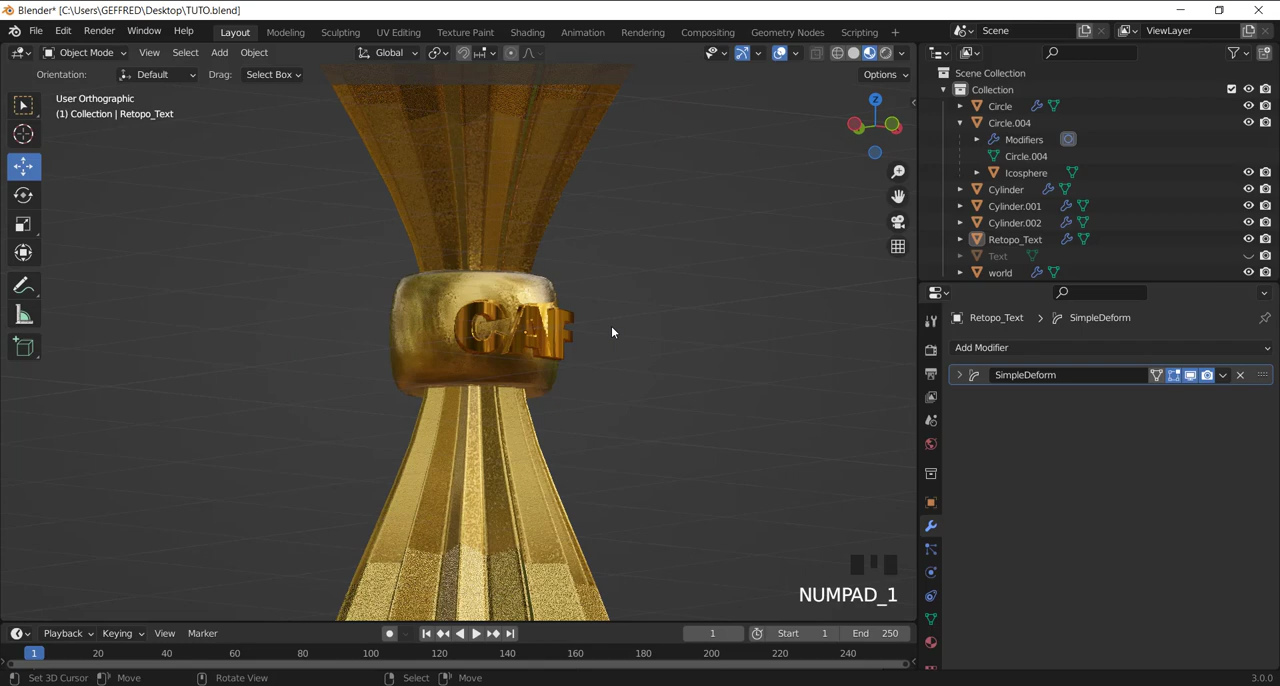 Blender* [C:\Users\GEFFRED\Desktop\TUTO.blend]
File Edit Render Window Help Layout Modeling Sculpting UV Editing Texture Paint Shading Animation Rendering Compositing Geometry Nodes Scripting + Scene ViewLayer
Object Mode View Select Add Object Global
Orientation: Default Drag: Select Box Options
User Orthographic
(1) Collection | Retopo_Text
Z
CAF
NUMPAD_1
Scene Collection
Collection
Circle
Circle.004
Modifiers
Circle.004
Icosphere
Cylinder
Cylinder.001
Cylinder.002
Retopo_Text
Text
world
Retopo_Text > SimpleDeform
Add Modifier
SimpleDeform
Playback Keying View Marker 1 Start 1 End 250
1 20 40 60 80 100 120 140 160 180 200 220 240
Set 3D Cursor Move Rotate View Select Move 3.0.0